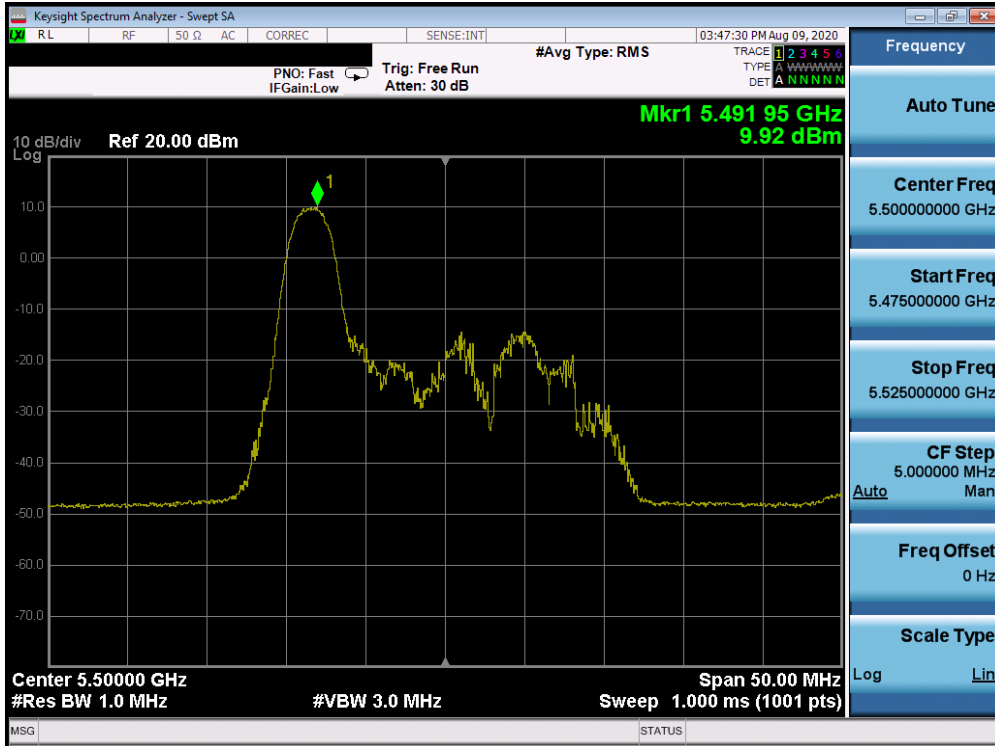 Keysight Spectrum Analyzer - Swept SA
LXI RL RF 50 Ω AC CORREC SENSE:INT 03:47:30 PM Aug 09, 2020
#Avg Type: RMS TRACE 1 2 3 4 5 6
PNO: Fast Trig: Free Run TYPE A WWWWW
IFGain:Low Atten: 30 dB DET A N N N N N
Mkr1 5.491 95 GHz
9.92 dBm
10 dB/div Ref 20.00 dBm
Log
1
10.0
0.00
-10.0
-20.0
-30.0
-40.0
-50.0
-60.0
-70.0
Center 5.50000 GHz Span 50.00 MHz
#Res BW 1.0 MHz #VBW 3.0 MHz Sweep 1.000 ms (1001 pts)
MSG STATUS
Frequency
Auto Tune
Center Freq
5.500000000 GHz
Start Freq
5.475000000 GHz
Stop Freq
5.525000000 GHz
CF Step
5.000000 MHz
Auto Man
Freq Offset
0 Hz
Scale Type
Log Lin